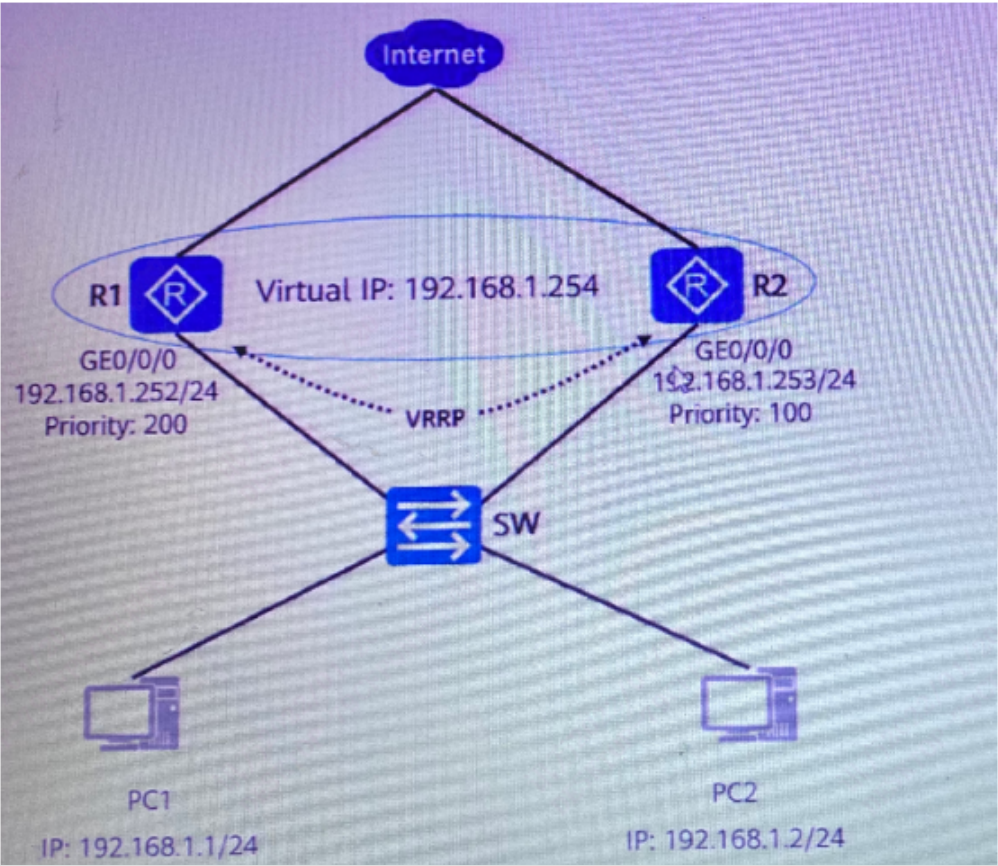 Internet
R1
Virtual IP: 192.168.1.254
R2
GE0/0/0
192.168.1.252/24
Priority: 200
GE0/0/0
192.168.1.253/24
Priority: 100
VRRP
SW
PC1
IP: 192.168.1.1/24
PC2
IP: 192.168.1.2/24